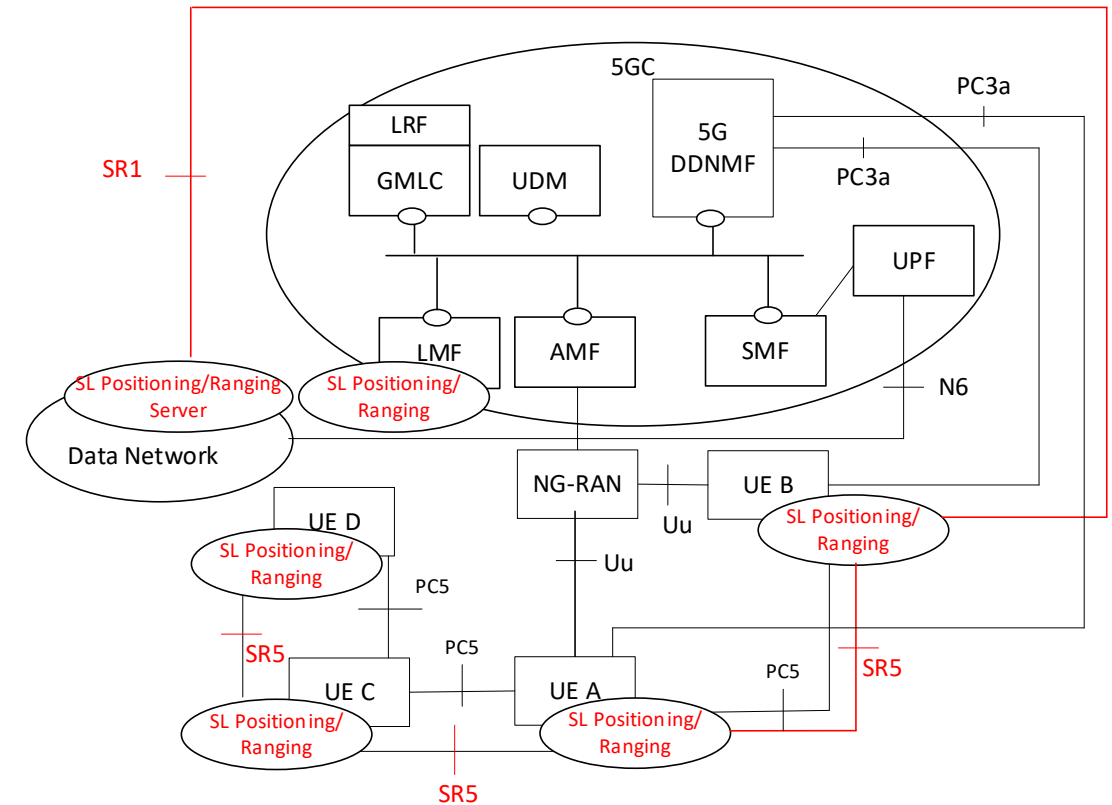 5GC
PC3a
LRF
5G
DDNMF
SR1
GMLC
UDM
PC3a
UPF
LMF
AMF
SMF
SL Positioning/Ranging
Server
SL Positioning/
Ranging
N6
Data Network
NG-RAN
UE B
Uu
SL Positioning/
Ranging
UE D
SL Positioning/
Ranging
Uu
PC5
SR5
PC5
PC5
SR5
UE C
UE A
SL Positioning/
Ranging
SL Positioning/
Ranging
SR5